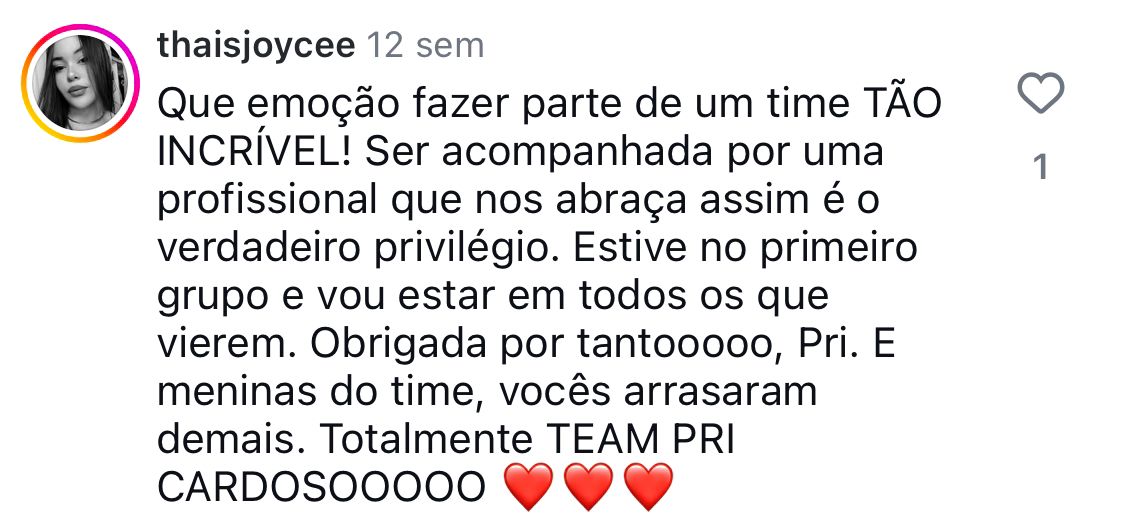 thaisjoycee 12 sem
Que emoção fazer parte de um time TÃO
INCRÍVEL! Ser acompanhada por uma
profissional que nos abraça assim é o
verdadeiro privilégio. Estive no primeiro
grupo e vou estar em todos os que
vierem. Obrigada por tantooooo, Pri. E
meninas do time, vocês arrasaram
demais. Totalmente TEAM PRI
CARDOSOOOOO ❤️❤️❤️
1